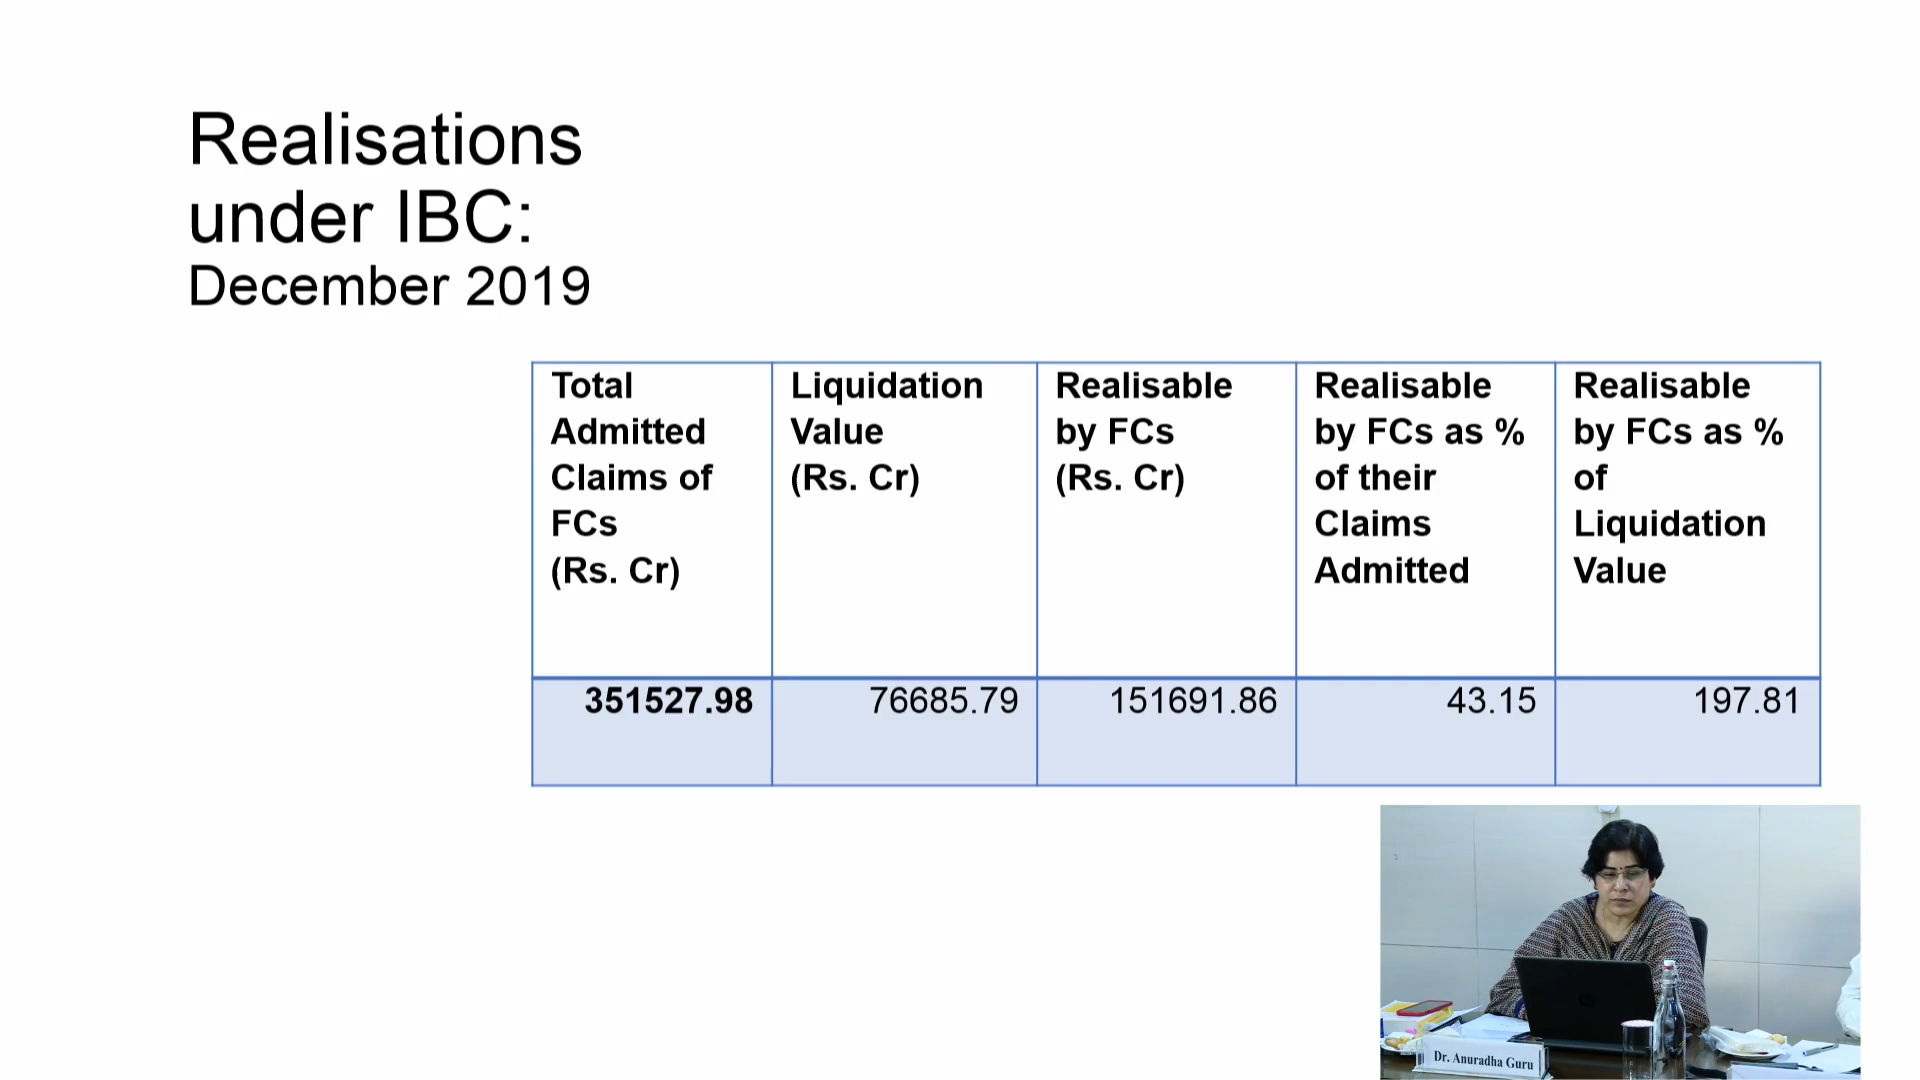 Realisations
under IBC:
December 2019
Total
Admitted
Claims of
FCs
(Rs. Cr)
Liquidation
Value
(Rs. Cr)
Realisable
by FCs
(Rs. Cr)
Realisable
by FCs as %
of their
Claims
Admitted
Realisable
by FCs as %
of
Liquidation
Value
351527.98
76685.79
151691.86
43.15
197.81
Dr. Anuradha Guru